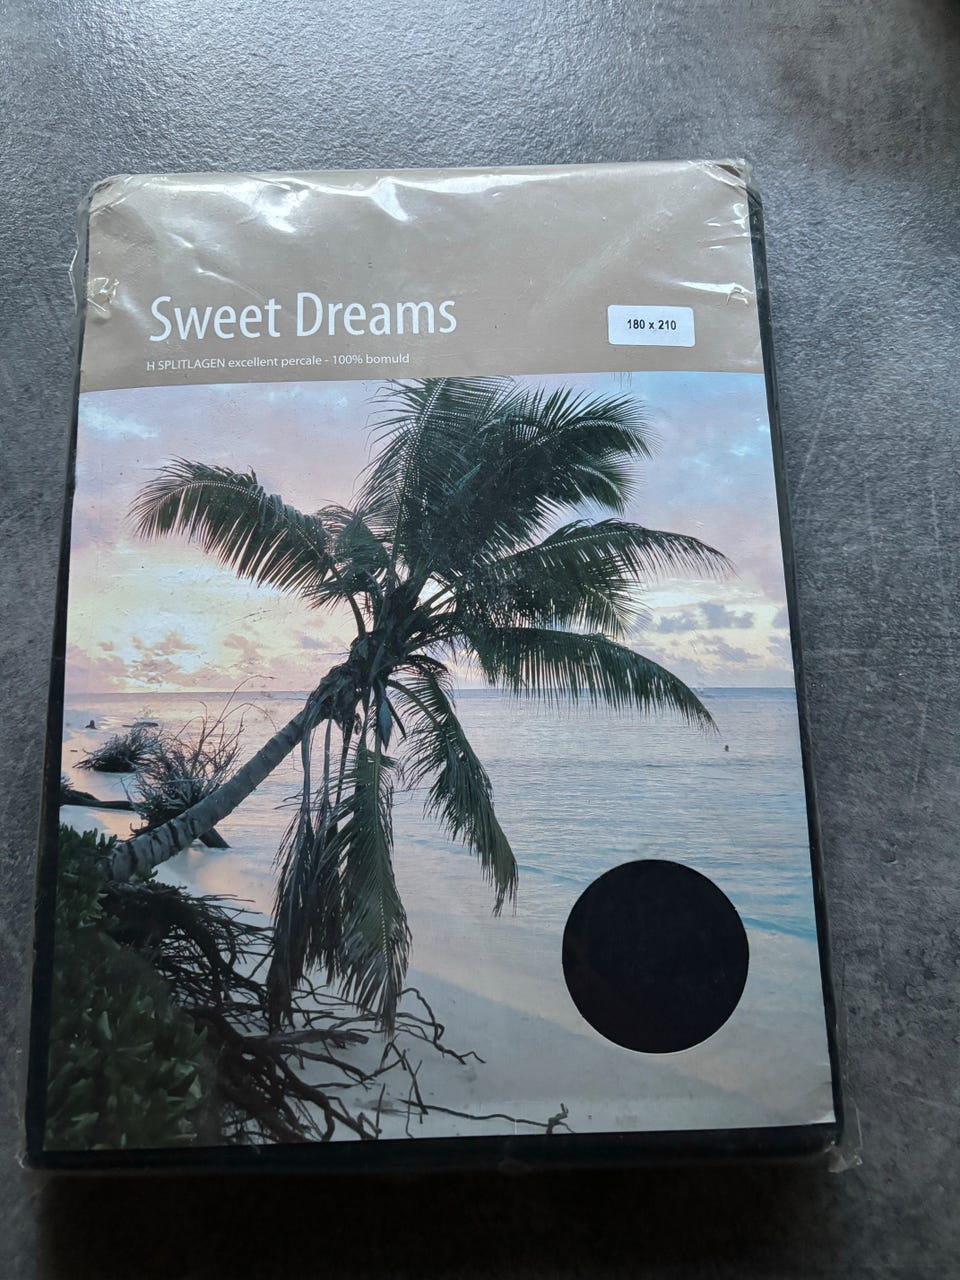 Sweet Dreams
180 x 210
H SPLITLAGEN excellent percale - 100% bomuld